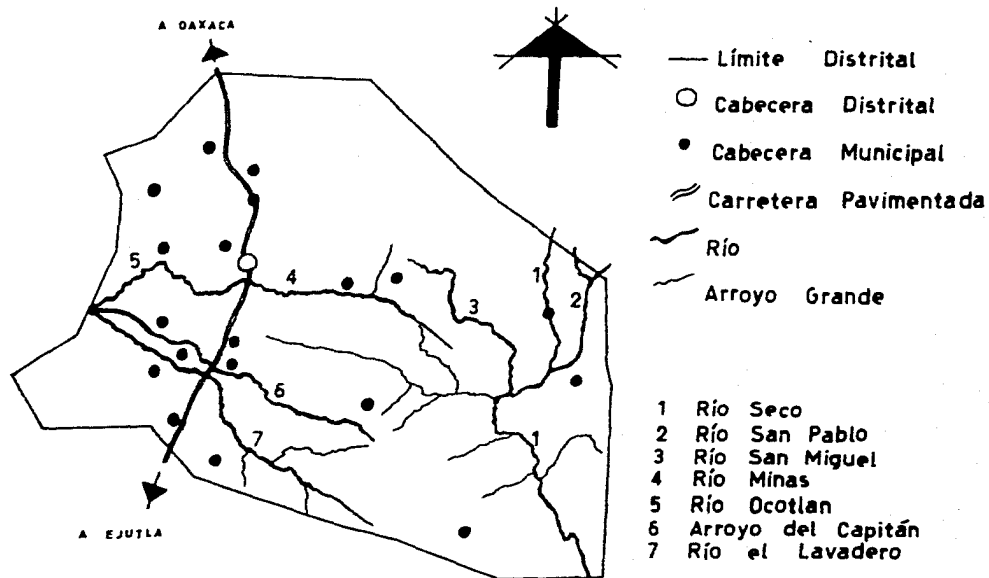 A OAXACA
Límite Distrital
Cabecera Distrital
Cabecera Municipal
Carretera Pavimentada
Río
Arroyo Grande
5
4
3
1
2
6
7
1
A EJUTLA
1 Río Seco
2 Río San Pablo
3 Río San Miguel
4 Río Minas
5 Río Ocotlan
6 Arroyo del Capitán
7 Río el Lavadero